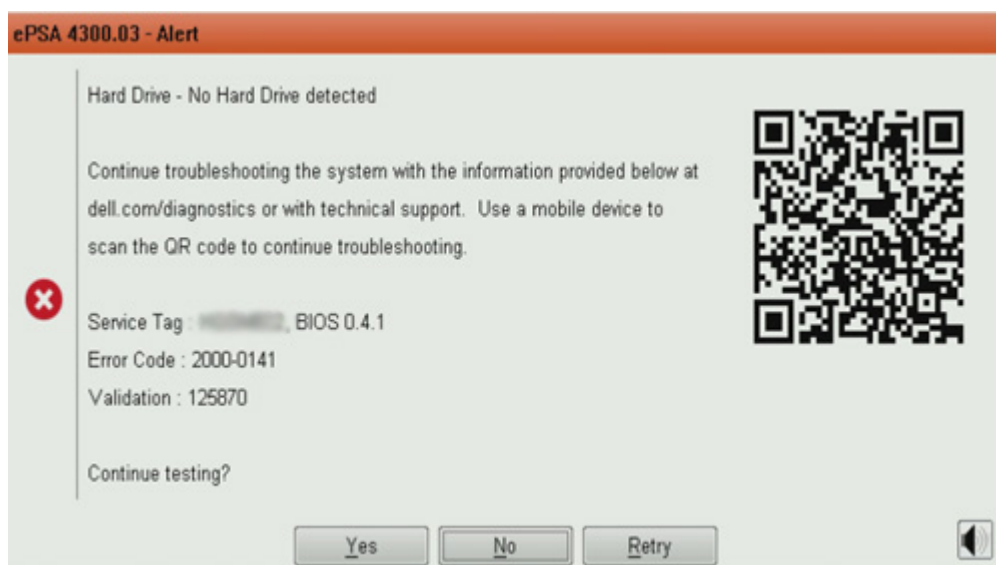 ePSA 4300.03 - Alert
Hard Drive - No Hard Drive detected
Continue troubleshooting the system with the information provided below at
dell.com/diagnostics or with technical support. Use a mobile device to
scan the QR code to continue troubleshooting.
Service Tag : , BIOS 0.4.1
Error Code : 2000-0141
Validation : 125870
Continue testing?
Yes No Retry